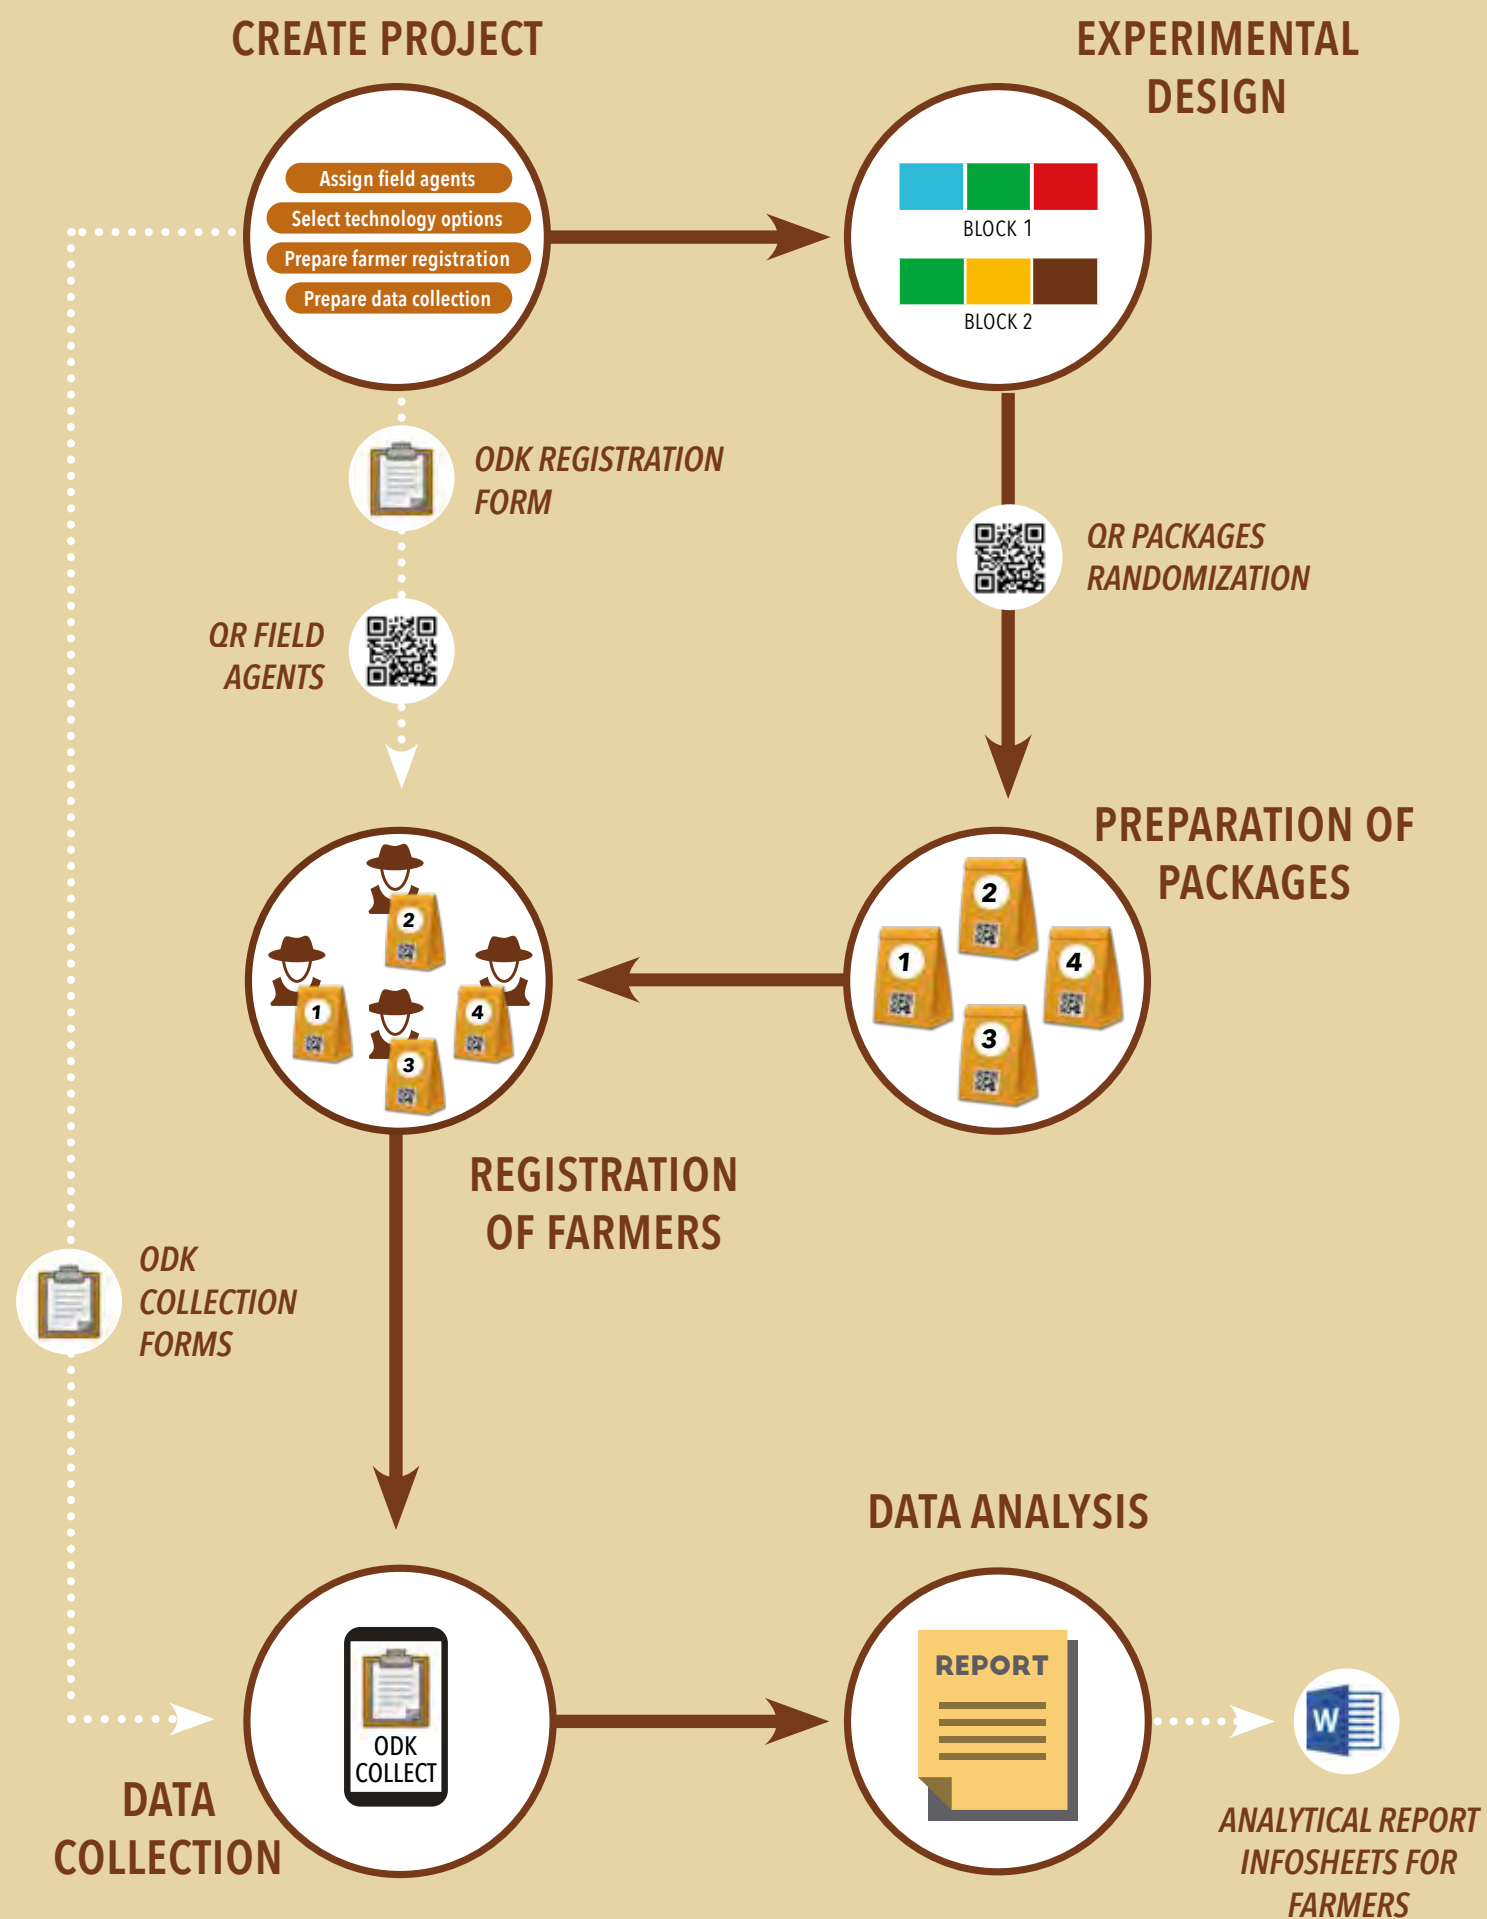 CREATE PROJECT
Assign field agents
Select technology options
Prepare farmer registration
Prepare data collection
EXPERIMENTAL
DESIGN
BLOCK 1
BLOCK 2
ODK REGISTRATION
FORM
QR FIELD
AGENTS
QR PACKAGES
RANDOMIZATION
PREPARATION OF
PACKAGES
2
1
4
3
2
1
4
3
REGISTRATION
OF FARMERS
ODK
COLLECTION
FORMS
ODK
COLLECT
DATA
COLLECTION
DATA ANALYSIS
REPORT
W
ANALYTICAL REPORT
INFOSHEETS FOR
FARMERS